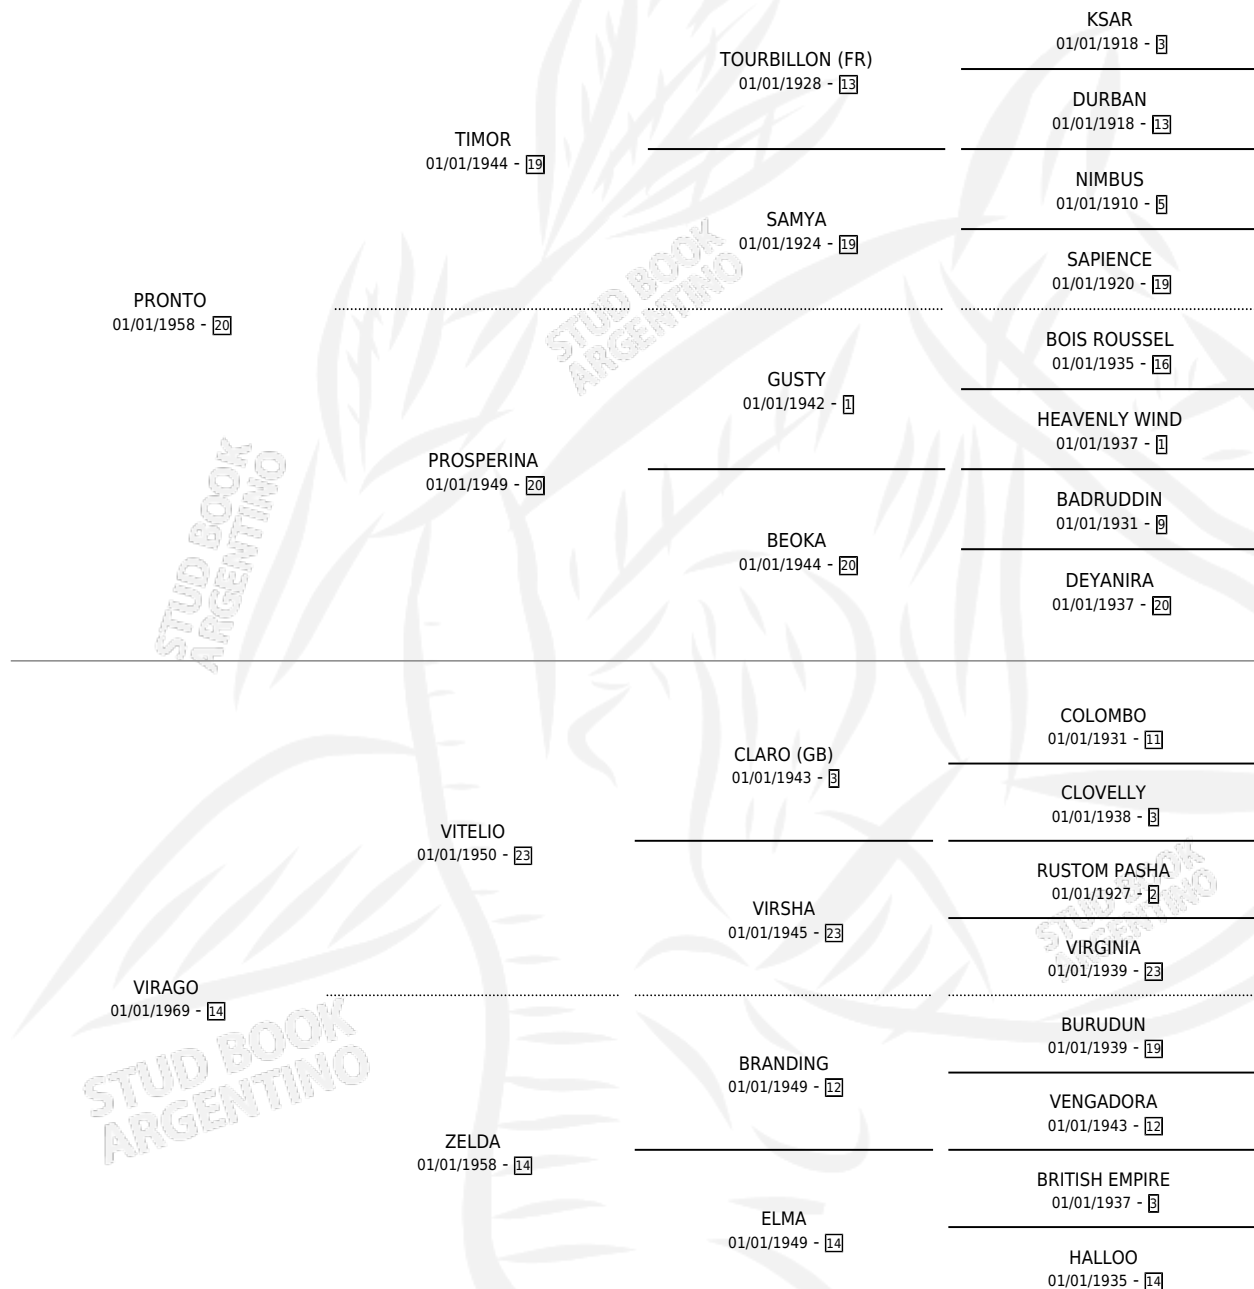 KSAR
01/01/1918 - 3
TOURBILLON (FR)
01/01/1928 - 13
DURBAN
01/01/1918 - 13
TIMOR
01/01/1944 - 19
NIMBUS
01/01/1910 - 5
SAMYA
01/01/1924 - 19
SAPIENCE
01/01/1920 - 19
PRONTO
01/01/1958 - 20
STUD BOOK
ARGENTINO
BOIS ROUSSEL
01/01/1935 - 16
GUSTY
01/01/1942 - 1
HEAVENLY WIND
01/01/1937 - 1
PROSPERINA
01/01/1949 - 20
BADRUDDIN
01/01/1931 - 9
BEOKA
01/01/1944 - 20
DEYANIRA
01/01/1937 - 20
STUD BOOK
ARGENTINO
COLOMBO
01/01/1931 - 11
CLARO (GB)
01/01/1943 - 3
CLOVELLY
01/01/1938 - 3
VITELIO
01/01/1950 - 23
RUSTOM PASHA
01/01/1927 - 2
VIRSHA
01/01/1945 - 23
VIRGINIA
01/01/1939 - 23
STUD BOOK
ARGENTINO
VIRAGO
01/01/1969 - 14
BURUDUN
01/01/1939 - 19
BRANDING
01/01/1949 - 12
VENGADORA
01/01/1943 - 12
STUD BOOK
ARGENTINO
ZELDA
01/01/1958 - 14
BRITISH EMPIRE
01/01/1937 - 3
ELMA
01/01/1949 - 14
HALLOO
01/01/1935 - 14